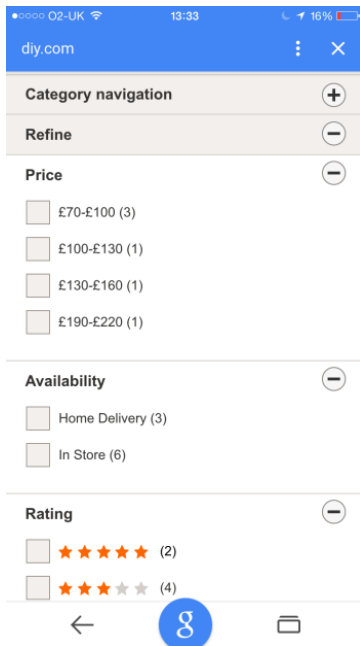 O2-UK 13:33 16%
diy.com
Category navigation
Refine
Price
£70-£100 (3)
£100-£130 (1)
£130-£160 (1)
£190-£220 (1)
Availability
Home Delivery (3)
In Store (6)
Rating
(2)
(4)
g